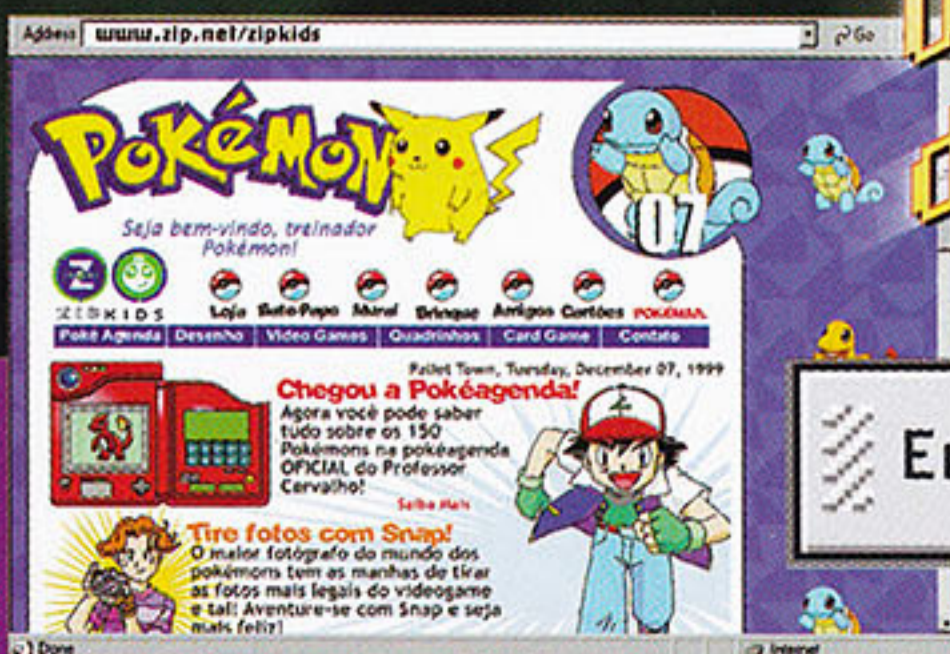 Address www.zip.net/zipkids Go
POKÉMON
07
Seja bem-vindo, treinador
Pokémon!
ZIPKIDS
Loja Bate-Papo Mural Brinque Amigos Cartões POKÉMAIL
Poké Agenda Desenho Video Games Quadrinhos Card Game Contato
Pallet Town, Tuesday, December 07, 1999
Chegou a Pokéagenda!
Agora você pode saber
tudo sobre os 150
Pokémons na pokéagenda
OFICIAL do Professor
Carvalho!
Saiba Mais
Tire fotos com Snap!
O maior fotógrafo do mundo dos
pokémons tem as manhas de tirar
as fotos mais legais do videogame
e tal! Aventure-se com Snap e seja
mais feliz!
Done Internet